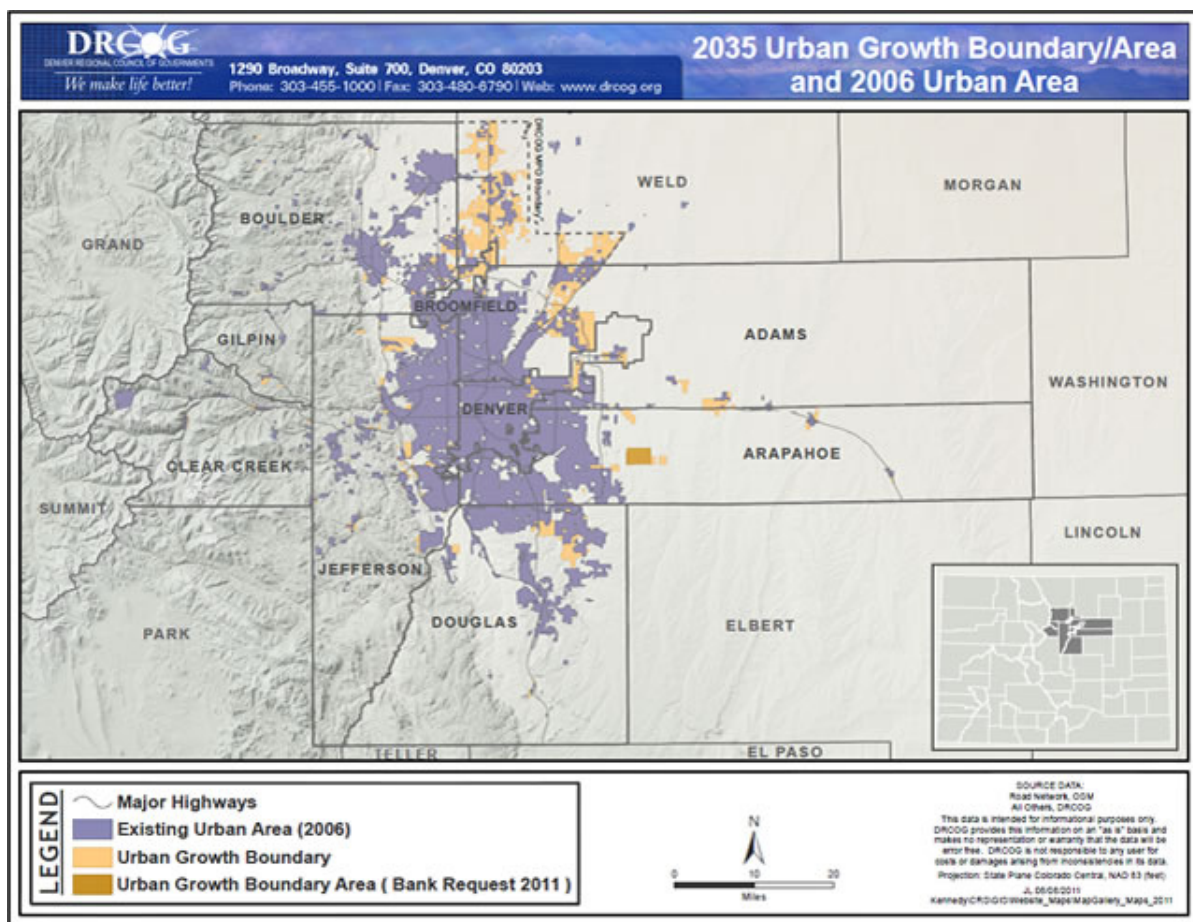 DRCOG
DENVER REGIONAL COUNCIL OF GOVERNMENTS
We make life better!
1290 Broadway, Suite 700, Denver, CO 80203
Phone: 303-455-1000 | Fax: 303-480-6790 | Web: www.drcog.org
2035 Urban Growth Boundary/Area
and 2006 Urban Area
DRCOG MPO Boundary
WELD
MORGAN
BOULDER
GRAND
BROOMFIELD
GILPIN
ADAMS
WASHINGTON
DENVER
CLEAR CREEK
ARAPAHOE
SUMMIT
LINCOLN
JEFFERSON
DOUGLAS
ELBERT
PARK
TELLER
EL PASO
LEGEND
Major Highways
Existing Urban Area (2006)
Urban Growth Boundary
Urban Growth Boundary Area ( Bank Request 2011 )
N
0 10 20
Miles
SOURCE DATA:
Road Network, OSM
All Others, DRCOG
This data is intended for informational purposes only.
DRCOG provides this information on an "as is" basis and
makes no representation or warranty that the data will be
error free. DRCOG is not responsible to any user for
costs or damages arising from inconsistencies in its data.
Projection: State Plane Colorado Central, NAD 83 (feet)
JL 06/06/2011